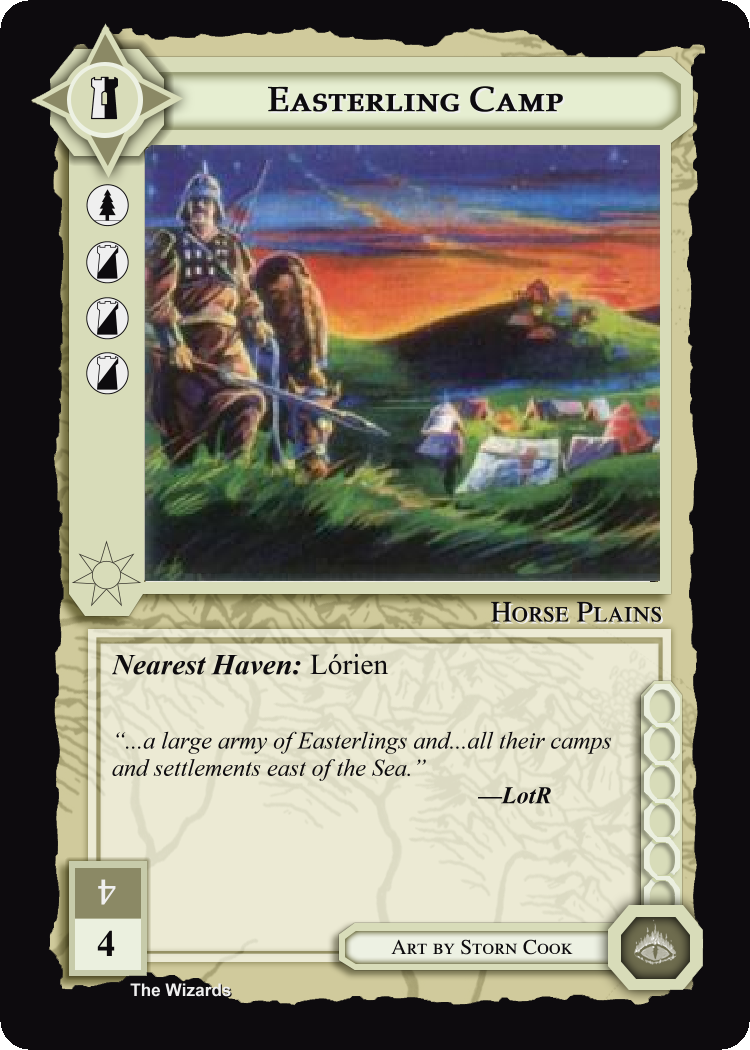 Easterling Camp
Horse Plains
Nearest Haven: Lórien
“...a large army of Easterlings and...all their camps
and settlements east of the Sea.”
—LotR
4
4
Art by Storn Cook
The Wizards